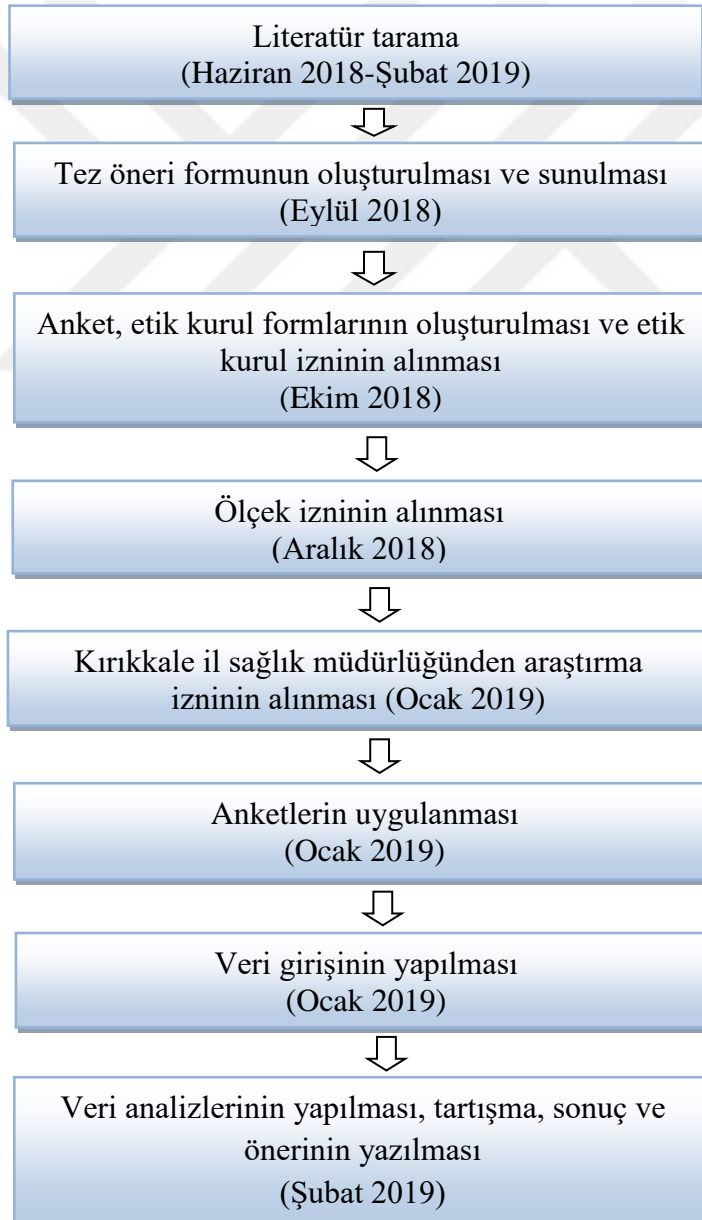 Literatür tarama
(Haziran 2018-Şubat 2019)
Tez öneri formunun oluşturulması ve sunulması
(Eylül 2018)
Anket, etik kurul formlarının oluşturulması ve etik
kurul izninin alınması
(Ekim 2018)
Ölçek izninin alınması
(Aralık 2018)
Kırıkkale il sağlık müdürlüğünden araştırma
izninin alınması (Ocak 2019)
Anketlerin uygulanması
(Ocak 2019)
Veri girişinin yapılması
(Ocak 2019)
Veri analizlerinin yapılması, tartışma, sonuç ve
önerinin yazılması
(Şubat 2019)